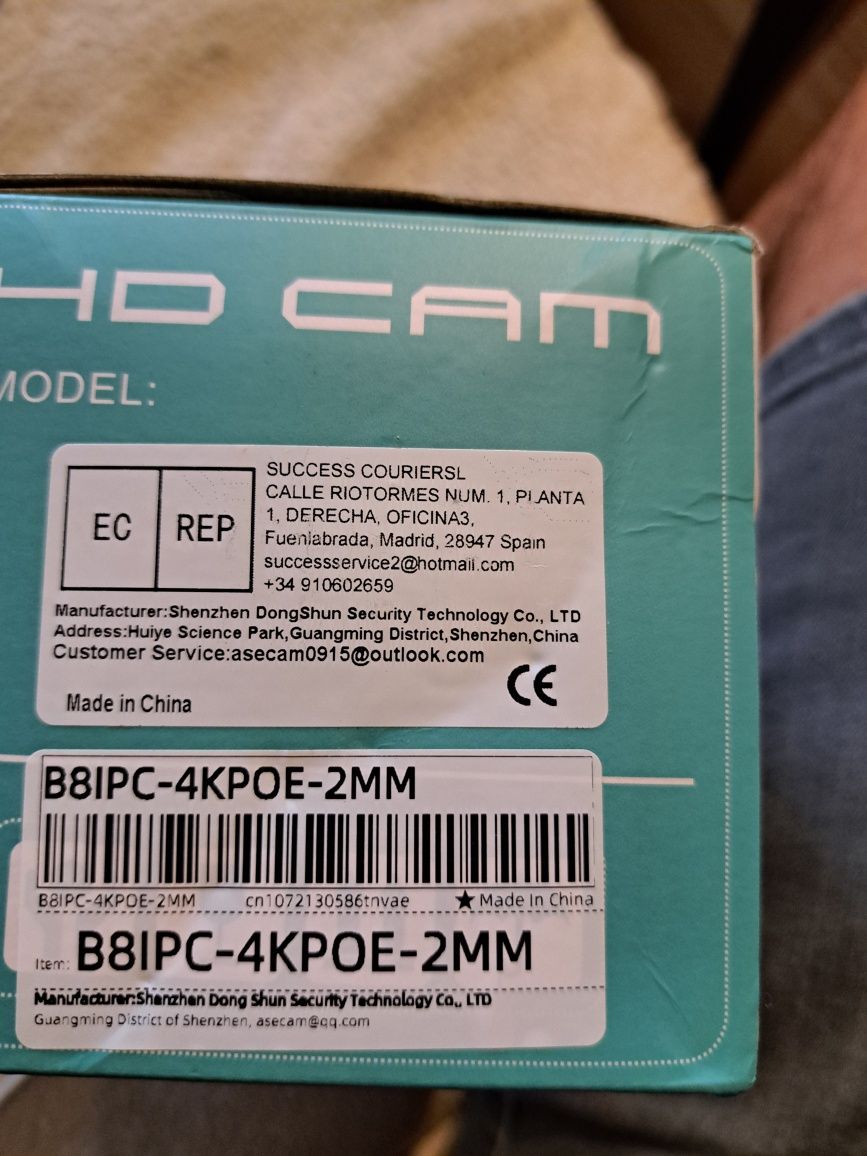 HD CAM
MODEL:
EC REP
SUCCESS COURIERSL
CALLE RIOTORMES NUM. 1, PLANTA
1, DERECHA, OFICINA3,
Fuenlabrada, Madrid, 28947 Spain
successservice2@hotmail.com
+34 910602659
Manufacturer:Shenzhen DongShun Security Technology Co., LTD
Address:Huiye Science Park,Guangming District,Shenzhen,China
Customer Service:asecam0915@outlook.com
CE
Made in China
B8IPC-4KPOE-2MM
B8IPC-4KPOE-2MM cn1072130586tnvae ★ Made In China
Item: B8IPC-4KPOE-2MM
Manufacturer:Shenzhen Dong Shun Security Technology Co., LTD
Guangming District of Shenzhen, asecam@qq.com